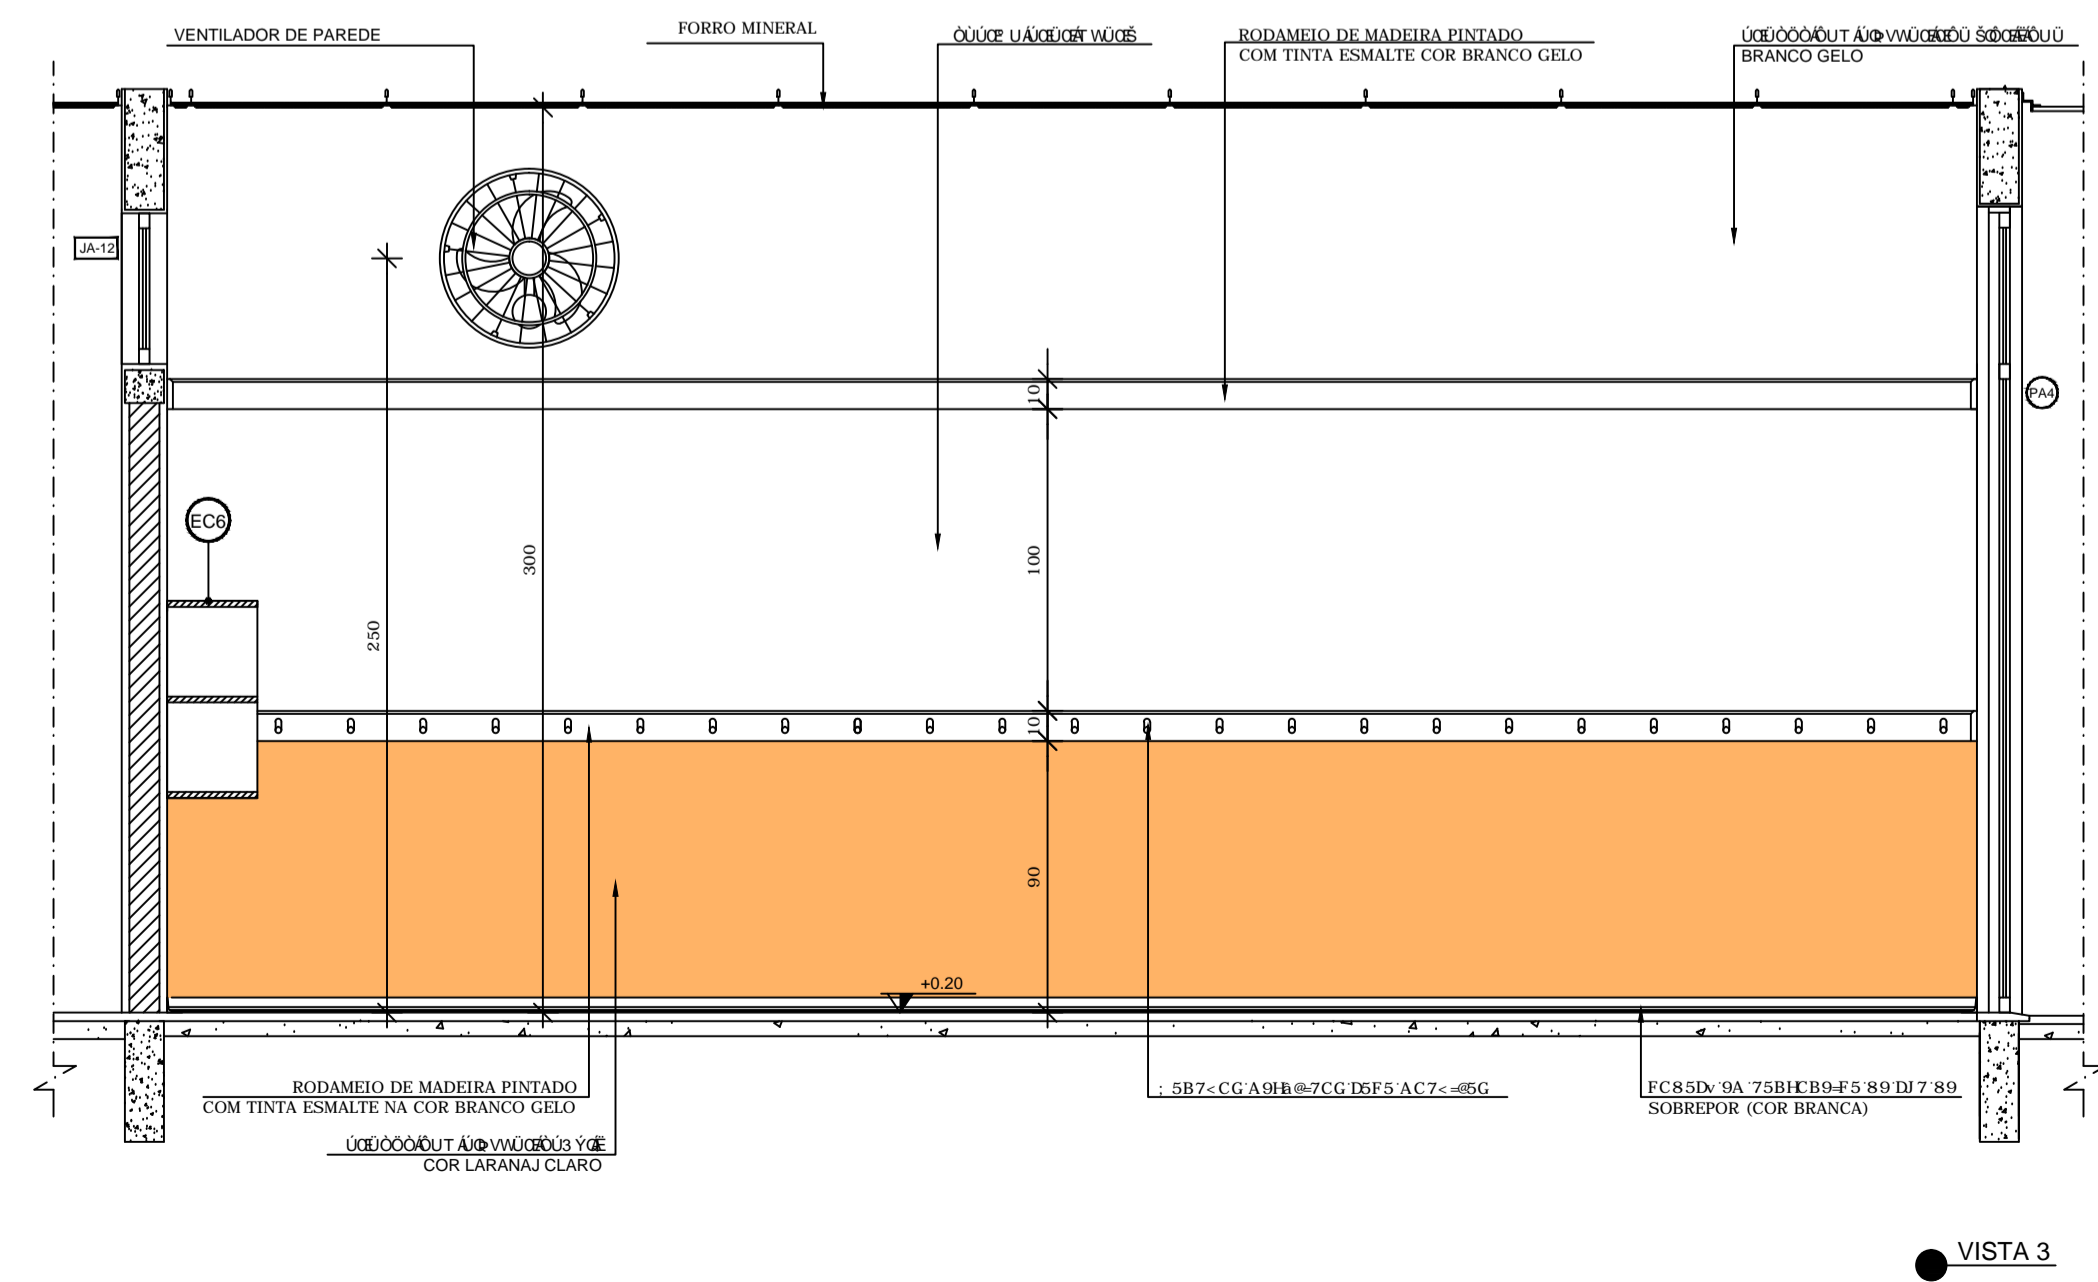 VENTILADOR DE PAREDE
FORRO MINERAL
RODAMEIO DE MADEIRA PINTADO
COM TINTA ESMALTE COR BRANCO GELO
BRANCO GELO
JA-12
PA4
EC6
10
100
300
250
10
90
+0.20
RODAMEIO DE MADEIRA PINTADO
COM TINTA ESMALTE NA COR BRANCO GELO
SOBREPOR (COR BRANCA)
COR LARANAJ CLARO
VISTA 3